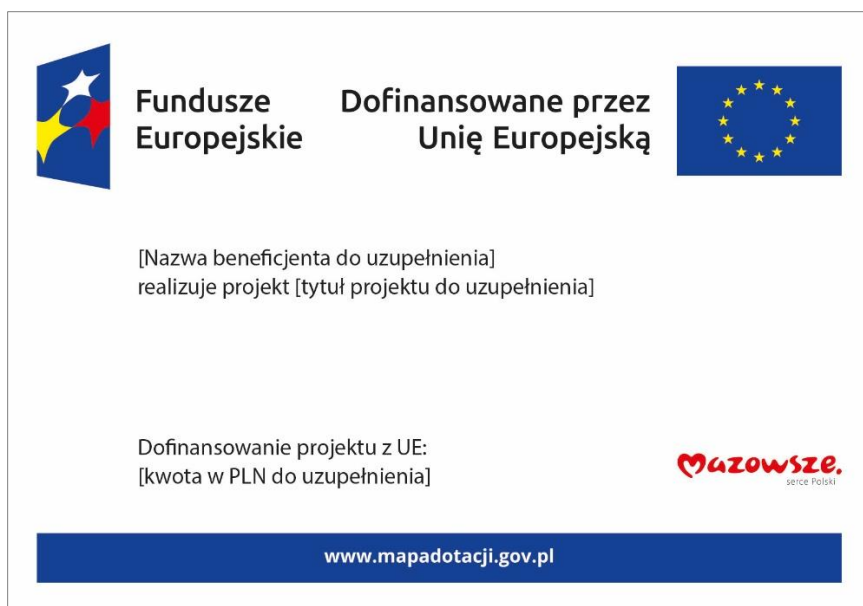 Fundusze
Europejskie
Dofinansowane przez
Unię Europejską
[Nazwa beneficjenta do uzupełnienia]
realizuje projekt [tytuł projektu do uzupełnienia]
Dofinansowanie projektu z UE:
[kwota w PLN do uzupełnienia]
mazowsze.
serce Polski
www.mapadotacji.gov.pl